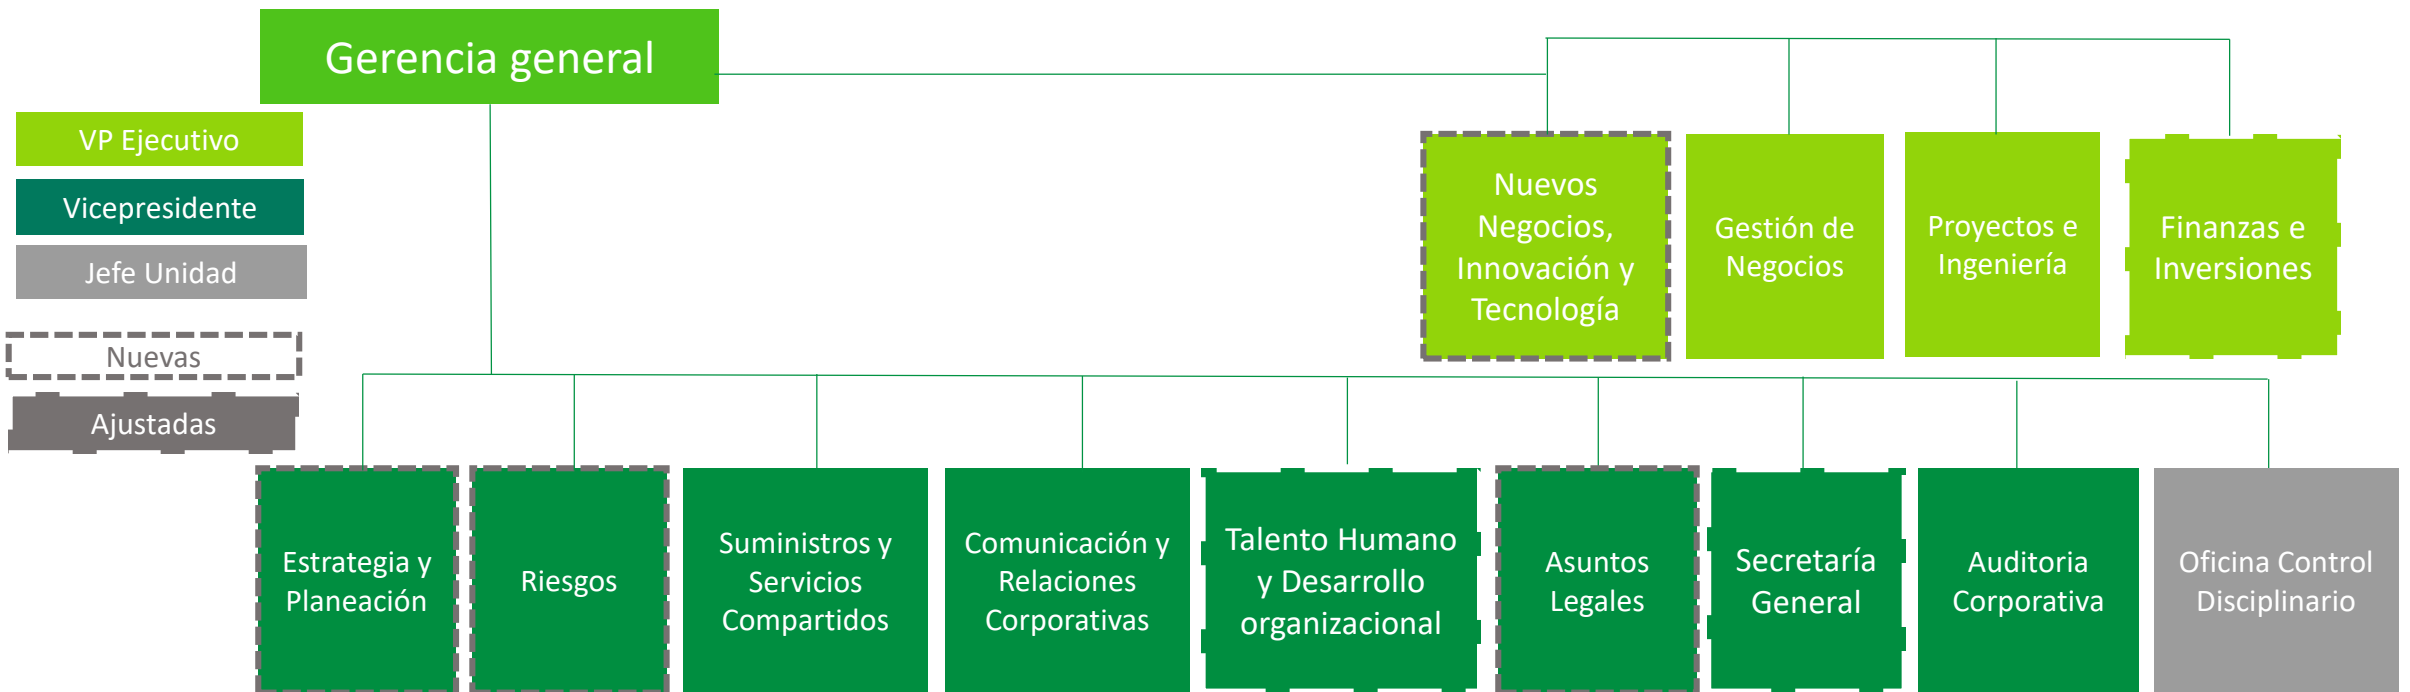 Gerencia general
VP Ejecutivo
Vicepresidente
Jefe Unidad
Nuevas
Ajustadas
Nuevos
Negocios,
Innovación y
Tecnología
Gestión de
Negocios
Proyectos e
Ingeniería
Finanzas e
Inversiones
Estrategia y
Planeación
Riesgos
Suministros y
Servicios
Compartidos
Comunicación y
Relaciones
Corporativas
Talento Humano
y Desarrollo
organizacional
Asuntos
Legales
Secretaría
General
Auditoria
Corporativa
Oficina Control
Disciplinario